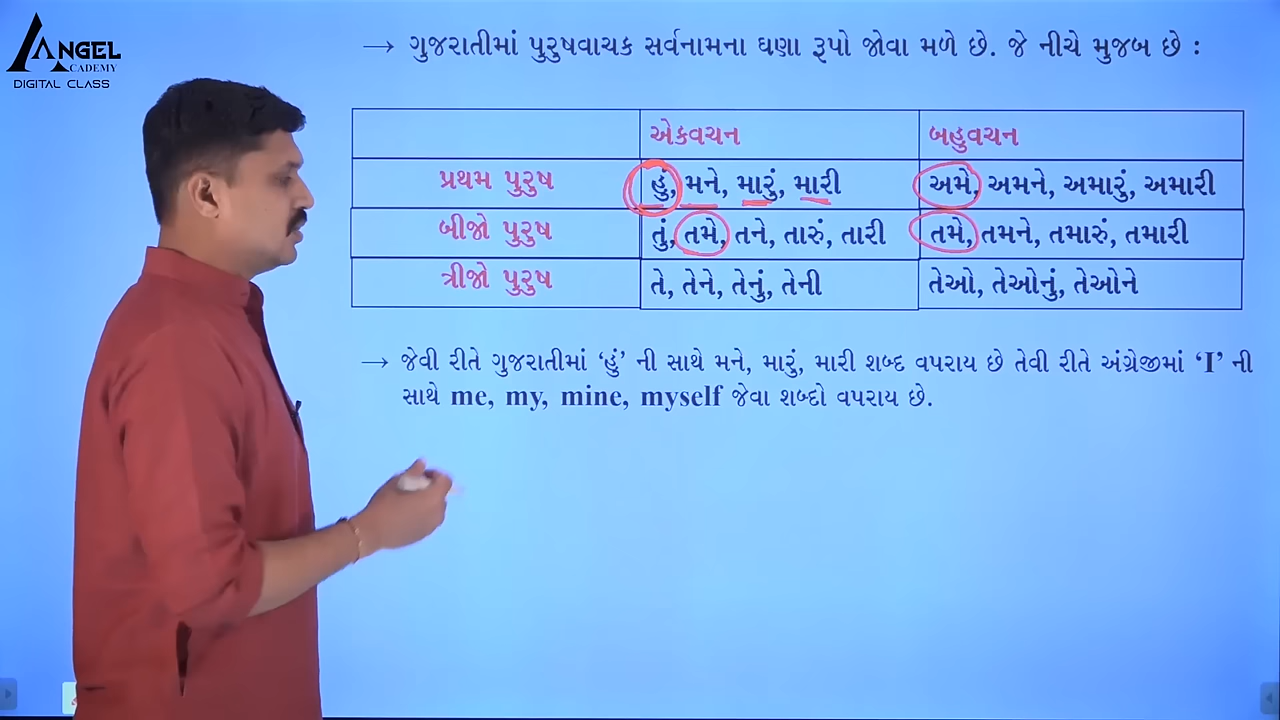 ANGEL
ACADEMY
DIGITAL CLASS
→ ગુજરાતીમાં પુરુષવાચક સર્વનામના ઘણા રૂપો જોવા મળે છે. જે નીચે મુજબ છે :
એકવચન બહુવચન
પ્રથમ પુરુષ હું, મને, મારું, મારી અમે, અમને, અમારું, અમારી
બીજો પુરુષ તું, તમે, તને, તારું, તારી તમે, તમને, તમારું, તમારી
ત્રીજો પુરુષ તે, તેને, તેનું, તેની તેઓ, તેઓનું, તેઓને
→ જેવી રીતે ગુજરાતીમાં ‘હું’ ની સાથે મને, મારું, મારી શબ્દ વપરાય છે તેવી રીતે અંગ્રેજીમાં ‘I’ ની
સાથે me, my, mine, myself જેવા શબ્દો વપરાય છે.